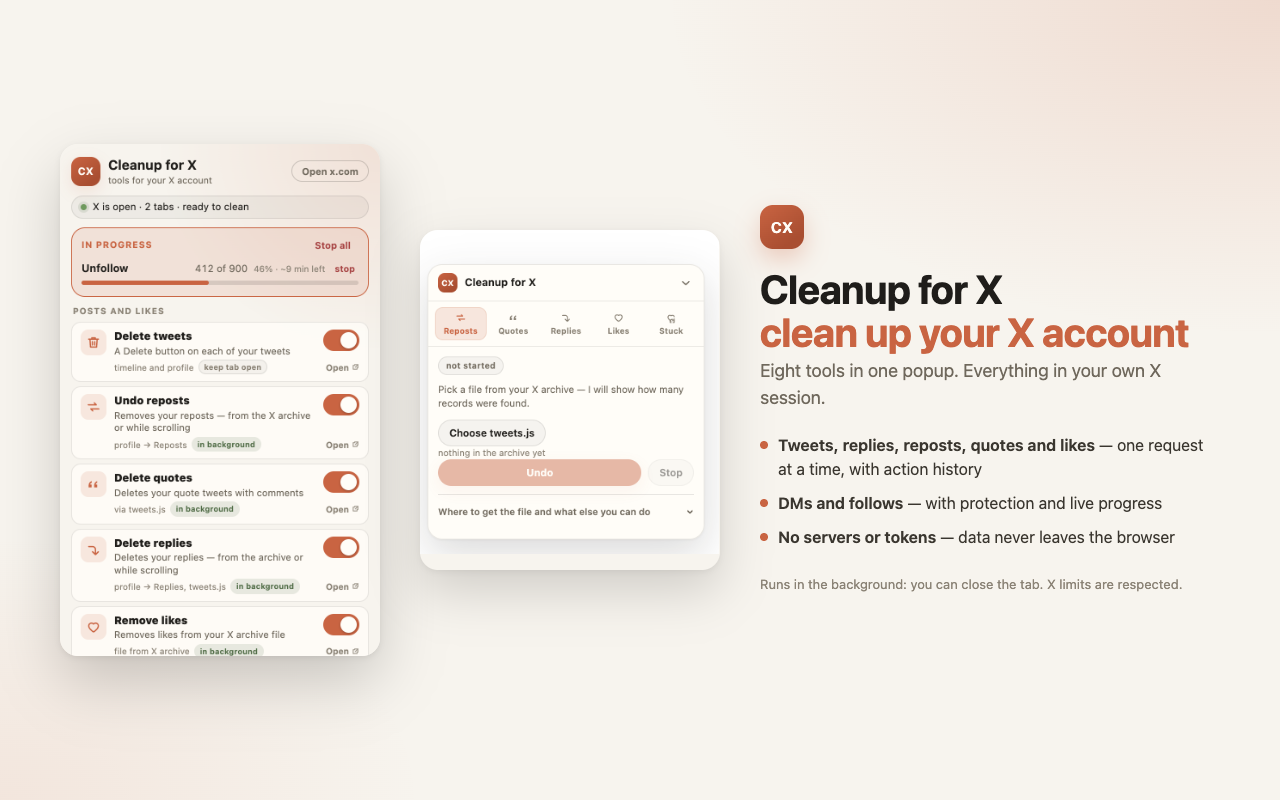 CX
Cleanup for X
tools for your X account
Open x.com
X is open · 2 tabs · ready to clean
IN PROGRESS
Stop all
Unfollow
412 of 900 46% · ~9 min left stop
POSTS AND LIKES
Delete tweets
A Delete button on each of your tweets
timeline and profile keep tab open Open
Undo reposts
Removes your reposts — from the X archive
or while scrolling
profile → Reposts in background Open
Delete quotes
Deletes your quote tweets with comments
via tweets.js in background Open
Delete replies
Deletes your replies — from the archive or
while scrolling
profile → Replies, tweets.js in background Open
Remove likes
Removes likes from your X archive file
file from X archive in background Open
CX Cleanup for X
Reposts Quotes Replies Likes Stuck
not started
Pick a file from your X archive — I will show how many
records were found.
Choose tweets.js
nothing in the archive yet
Undo Stop
Where to get the file and what else you can do
CX
Cleanup for X
clean up your X account
Eight tools in one popup. Everything in your own X
session.
Tweets, replies, reposts, quotes and likes — one request
at a time, with action history
DMs and follows — with protection and live progress
No servers or tokens — data never leaves the browser
Runs in the background: you can close the tab. X limits are respected.